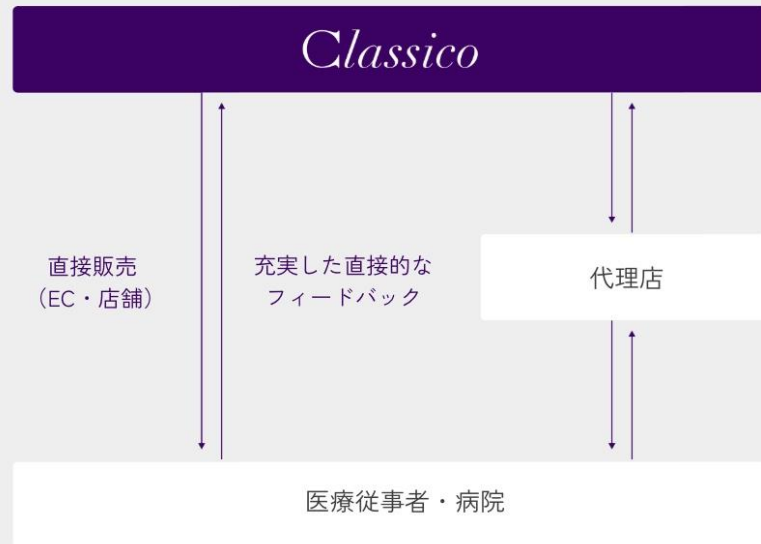 Classico
直接販売
（EC・店舗）
充実した直接的な
フィードバック
代理店
医療従事者・病院